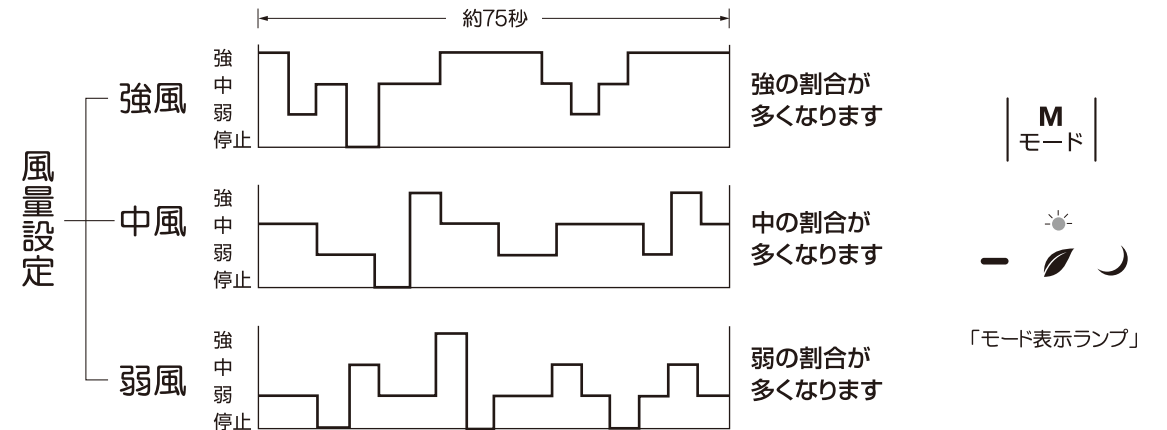 約75秒
風量設定
強風
強
中
弱
停止
強の割合が
多くなります
中風
強
中
弱
停止
中の割合が
多くなります
弱風
強
中
弱
停止
弱の割合が
多くなります
M
モード
「モード表示ランプ」